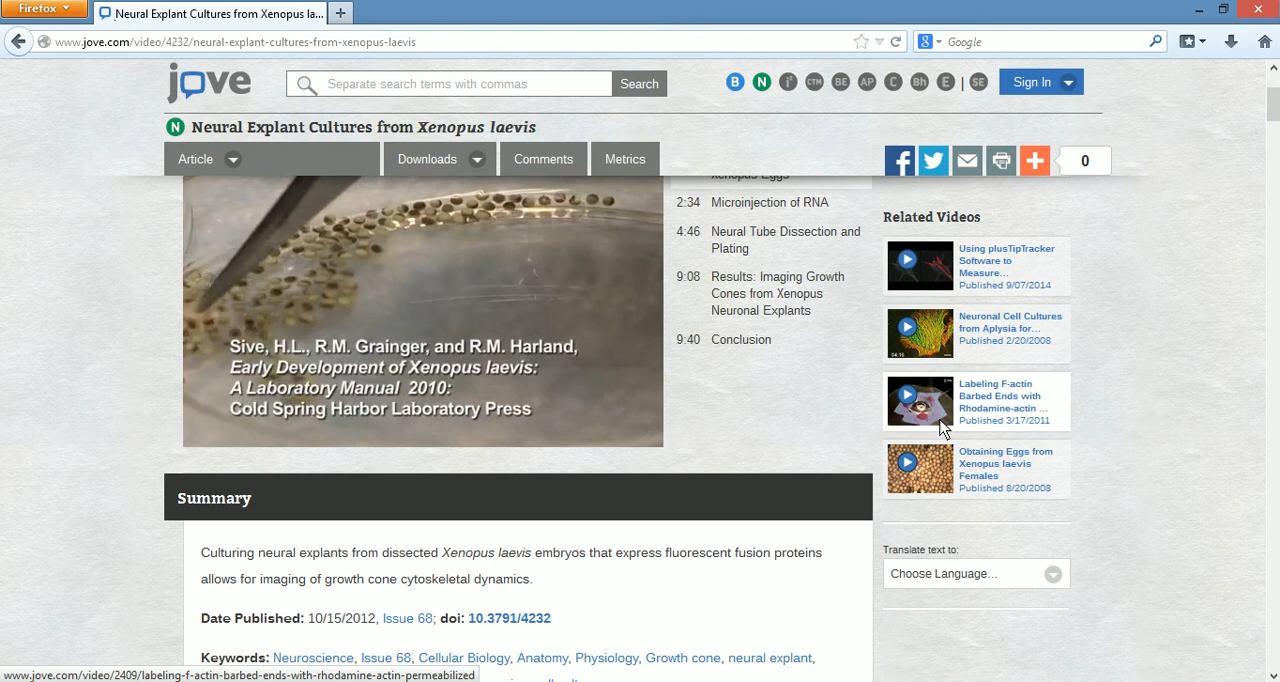 Firefox
Neural Explant Cultures from Xenopus la...
www.jove.com/video/4232/neural-explant-cultures-from-xenopus-laevis
Google
jove
Separate search terms with commas
Search
B N i² CTM BE AP C Bh E | SE
Sign In
N Neural Explant Cultures from Xenopus laevis
Article
Downloads
Comments
Metrics
0
Xenopus Eggs
2:34 Microinjection of RNA
4:46 Neural Tube Dissection and
Plating
9:08 Results: Imaging Growth
Cones from Xenopus
Neuronal Explants
9:40 Conclusion
Sive, H.L., R.M. Grainger, and R.M. Harland,
Early Development of Xenopus laevis:
A Laboratory Manual 2010:
Cold Spring Harbor Laboratory Press
Related Videos
Using plusTipTracker
Software to
Measure...
Published 9/07/2014
Neuronal Cell Cultures
from Aplysia for...
Published 2/20/2008
Labeling F-actin
Barbed Ends with
Rhodamine-actin ...
Published 3/17/2011
Obtaining Eggs from
Xenopus laevis
Females
Published 8/20/2008
Translate text to:
Choose Language...
Summary
Culturing neural explants from dissected Xenopus laevis embryos that express fluorescent fusion proteins
allows for imaging of growth cone cytoskeletal dynamics.
Date Published: 10/15/2012, Issue 68; doi: 10.3791/4232
Keywords: Neuroscience, Issue 68, Cellular Biology, Anatomy, Physiology, Growth cone, neural explant,
www.jove.com/video/2409/labeling-f-actin-barbed-ends-with-rhodamine-actin-permeabilized